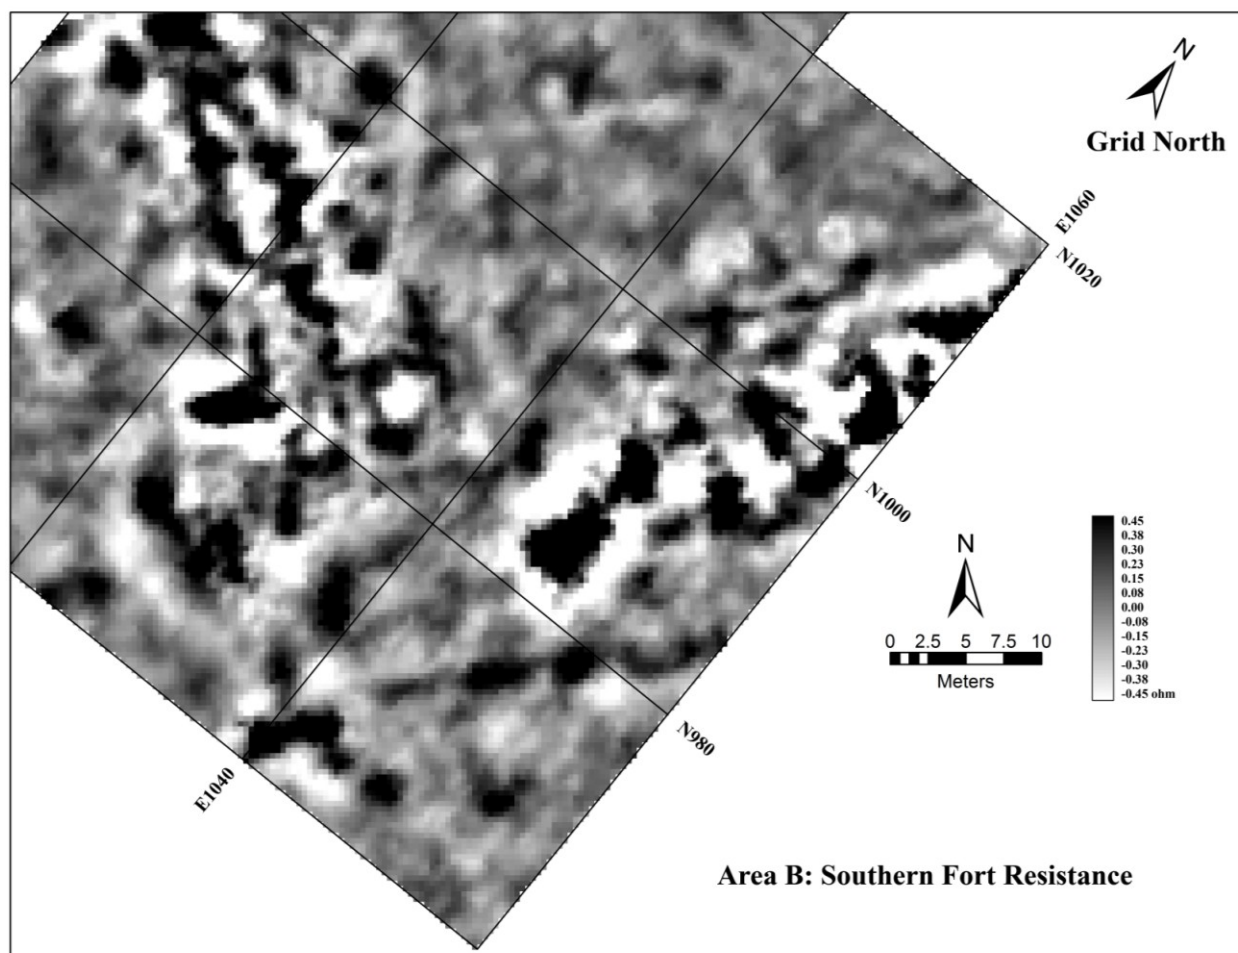 N
Grid North
E1060
N1020
N1000
N
0 2.5 5 7.5 10
Meters
0.45
0.38
0.30
0.23
0.15
0.08
0.00
-0.08
-0.15
-0.23
-0.30
-0.38
-0.45 ohm
N980
E1040
Area B: Southern Fort Resistance